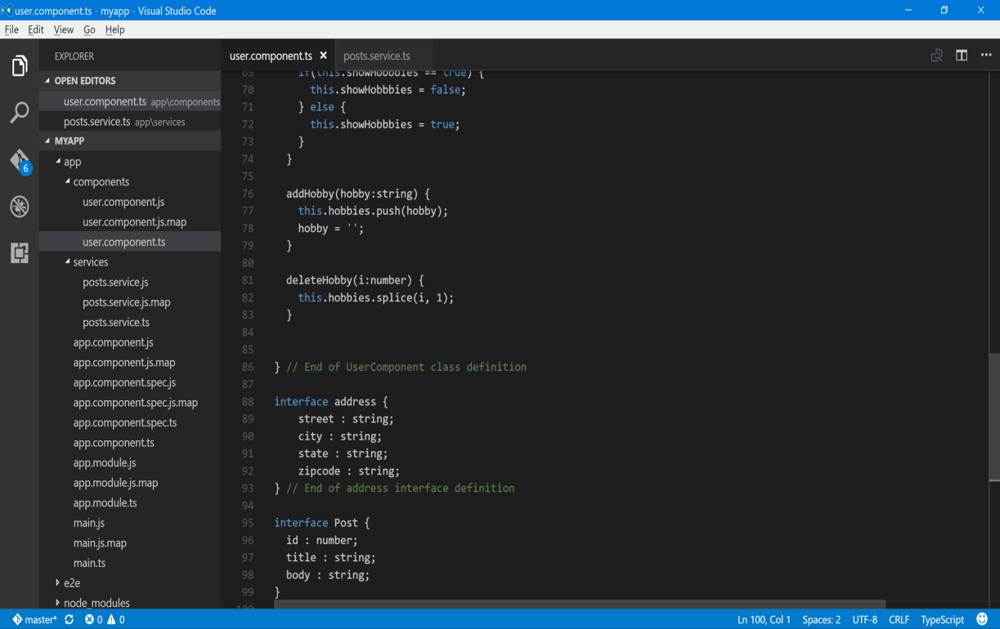 user.component.ts - myapp - Visual Studio Code
File Edit View Go Help
EXPLORER
OPEN EDITORS
user.component.ts app\components
posts.service.ts app\services
MYAPP
app
components
user.component.js
user.component.js.map
user.component.ts
services
posts.service.js
posts.service.js.map
posts.service.ts
app.component.js
app.component.js.map
app.component.spec.js
app.component.spec.js.map
app.component.spec.ts
app.component.ts
app.module.js
app.module.js.map
app.module.ts
main.js
main.js.map
main.ts
e2e
node_modules
6
user.component.ts posts.service.ts
69 if(this.showHobbbies == true) {
70 this.showHobbbies = false;
71 } else {
72 this.showHobbbies = true;
73 }
74 }
75
76 addHobby(hobby:string) {
77 this.hobbies.push(hobby);
78 hobby = '';
79 }
80
81 deleteHobby(i:number) {
82 this.hobbies.splice(i, 1);
83 }
84
85
86 } // End of UserComponent class definition
87
88 interface address {
89 street : string;
90 city : string;
91 state : string;
92 zipcode : string;
93 } // End of address interface definition
94
95 interface Post {
96 id : number;
97 title : string;
98 body : string;
99 }
100
master* 0 0 Ln 100, Col 1 Spaces: 2 UTF-8 CRLF TypeScript